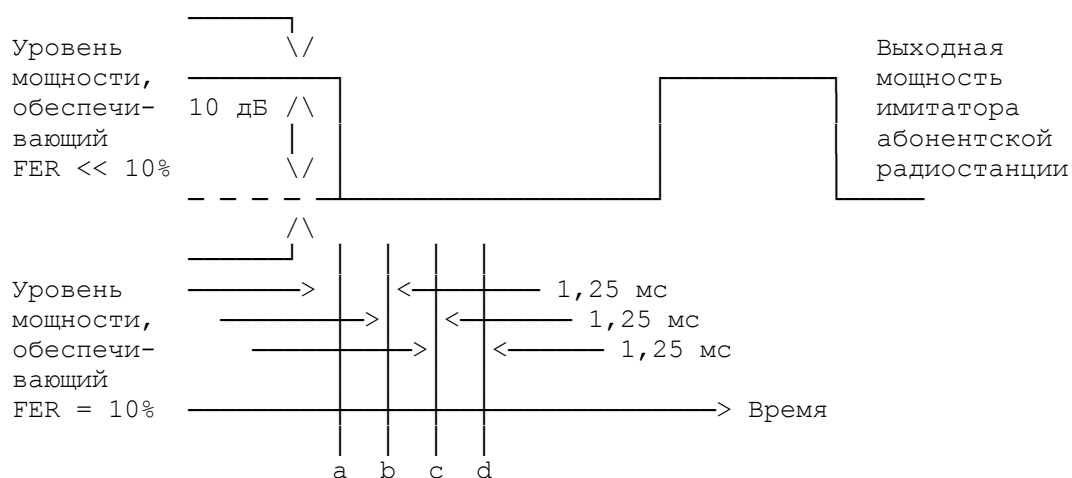 Уровень
мощности,
обеспечи-
вающий
FER << 10%
10 дБ
Выходная
мощность
имитатора
абонентской
радиостанции
Уровень
мощности,
обеспечи-
вающий
FER = 10%
1,25 мс
1,25 мс
1,25 мс
Время
a b c d